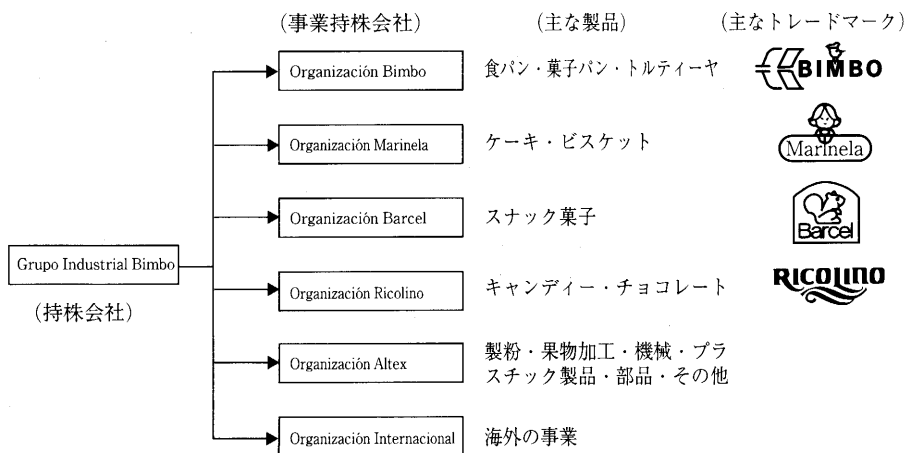 (事業持株会社) (主な製品) (主なトレードマーク)
Organización Bimbo 食パン・菓子パン・トルティーヤ BIMBO
Organización Marinela ケーキ・ビスケット Marinela
Organización Barcel スナック菓子 Barcel
Grupo Industrial Bimbo
(持株会社)
Organización Ricolino キャンディー・チョコレート RICOLINO
Organización Altex 製粉・果物加工・機械・プラ
スチック製品・部品・その他
Organización Internacional 海外の事業